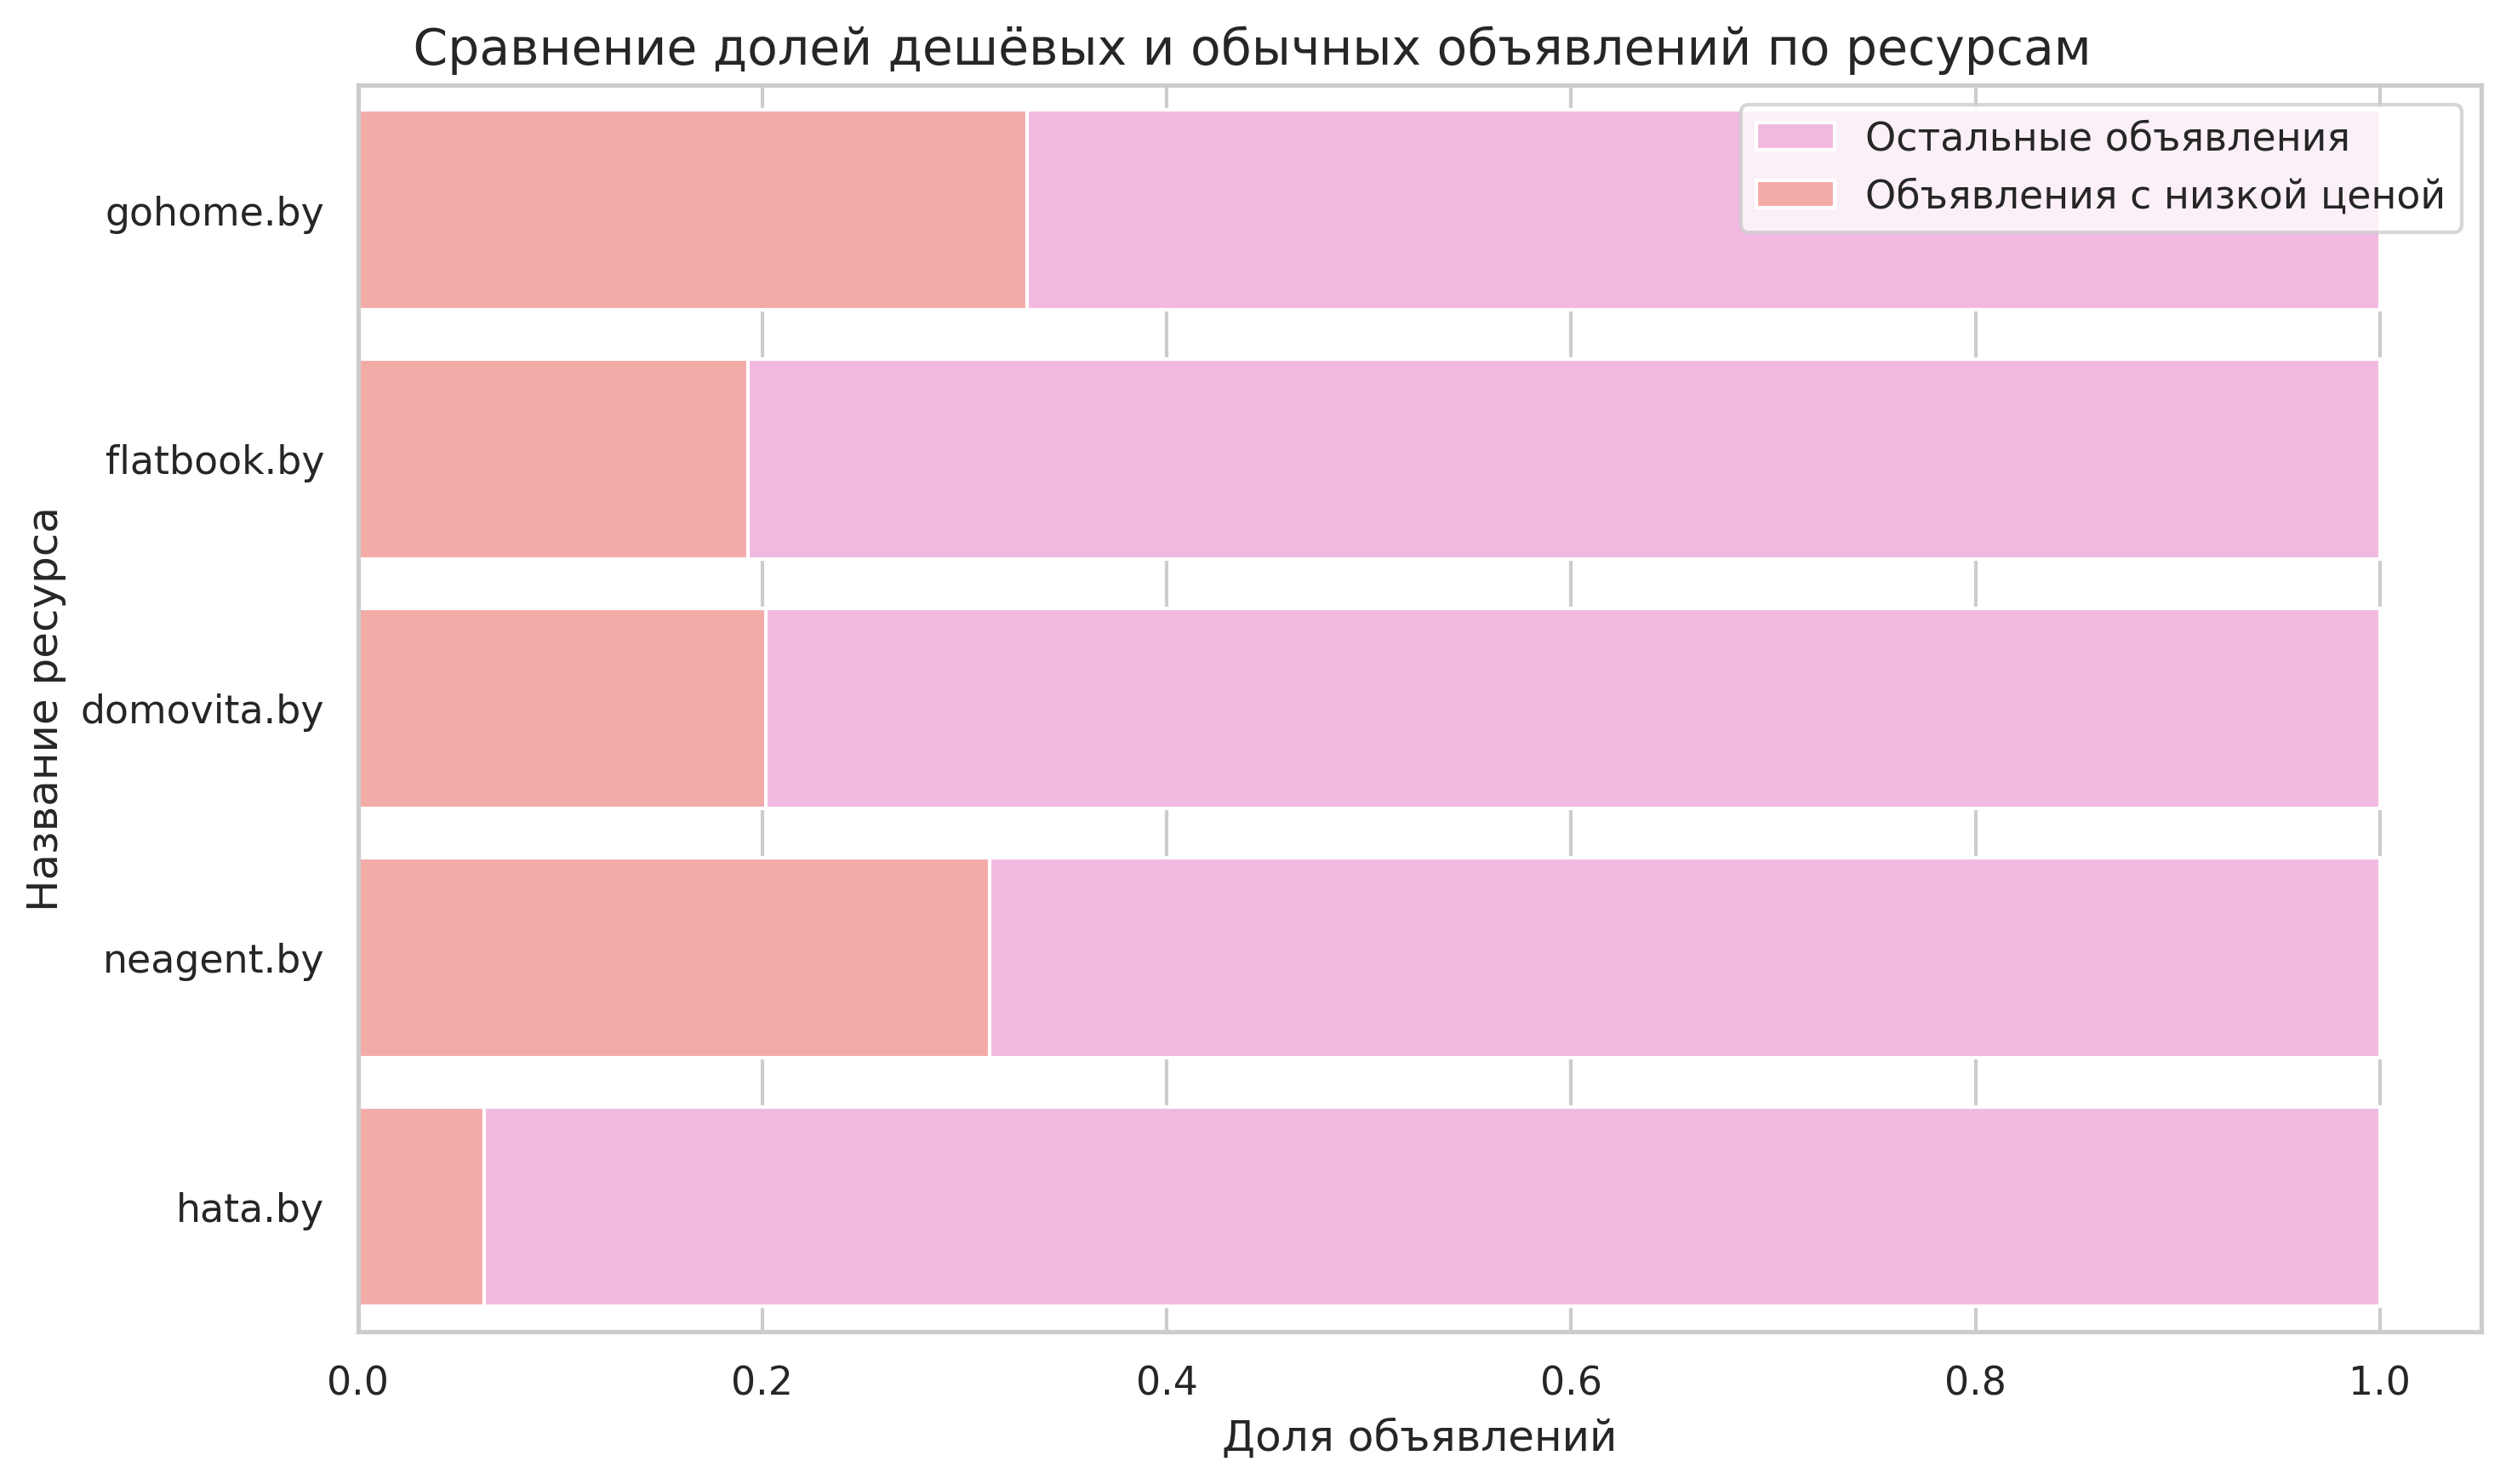 Сравнение долей дешёвых и обычных объявлений по ресурсам
Остальные объявления
Объявления с низкой ценой
Название ресурса
gohome.by
flatbook.by
domovita.by
neagent.by
hata.by
0.0 0.2 0.4 0.6 0.8 1.0
Доля объявлений